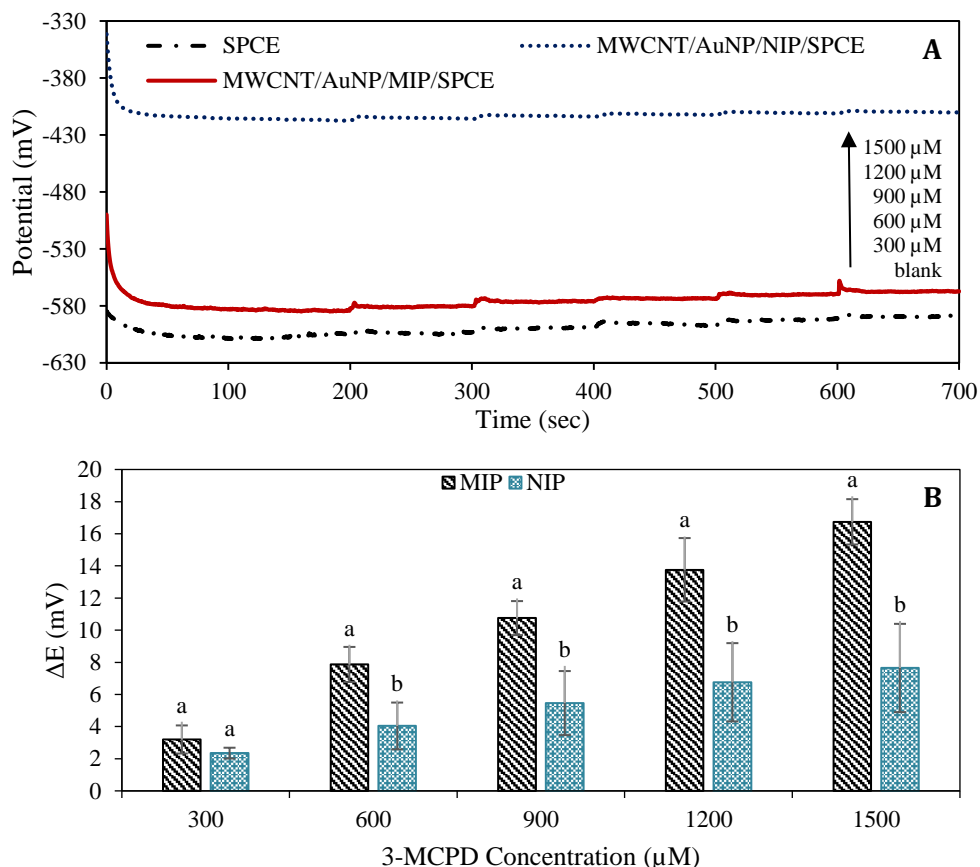 -330
-380
-430
-480
-530
-580
-630
Potential (mV)
SPCE
MWCNT/AuNP/NIP/SPCE
MWCNT/AuNP/MIP/SPCE
A
1500 µM
1200 µM
900 µM
600 µM
300 µM
blank
0 100 200 300 400 500 600 700
Time (sec)
20
18
16
14
12
10
8
6
4
2
0
ΔE (mV)
MIP NIP
B
a a
a b
a b
a b
a b
300 600 900 1200 1500
3-MCPD Concentration (µM)